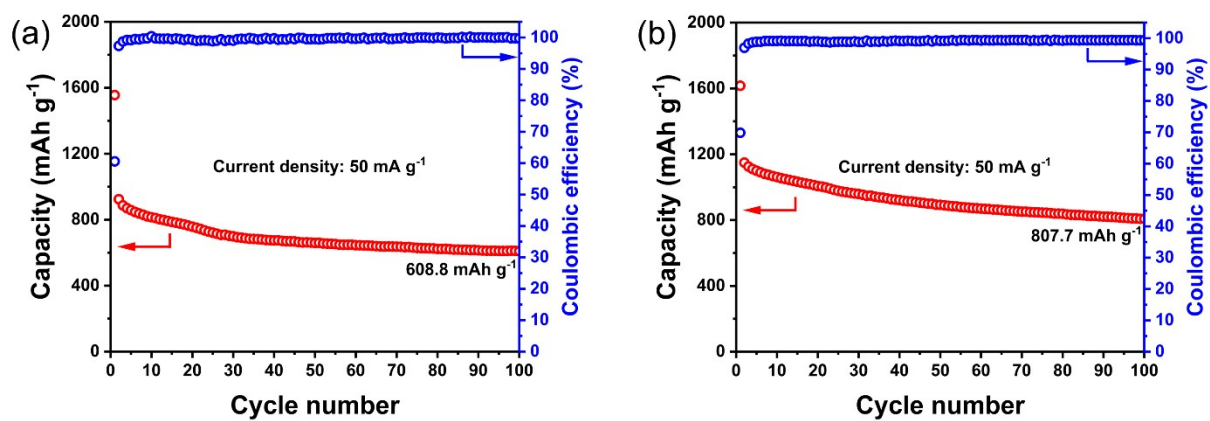 (a)
2000
1600
1200
800
400
0
Capacity (mAh g⁻¹)
Current density: 50 mA g⁻¹
608.8 mAh g⁻¹
100
90
80
70
60
50
40
30
20
10
0
Coulombic efficiency (%)
0 10 20 30 40 50 60 70 80 90 100
Cycle number
(b)
2000
1600
1200
800
400
0
Capacity (mAh g⁻¹)
Current density: 50 mA g⁻¹
807.7 mAh g⁻¹
100
90
80
70
60
50
40
30
20
10
0
Coulombic efficiency (%)
0 10 20 30 40 50 60 70 80 90 100
Cycle number